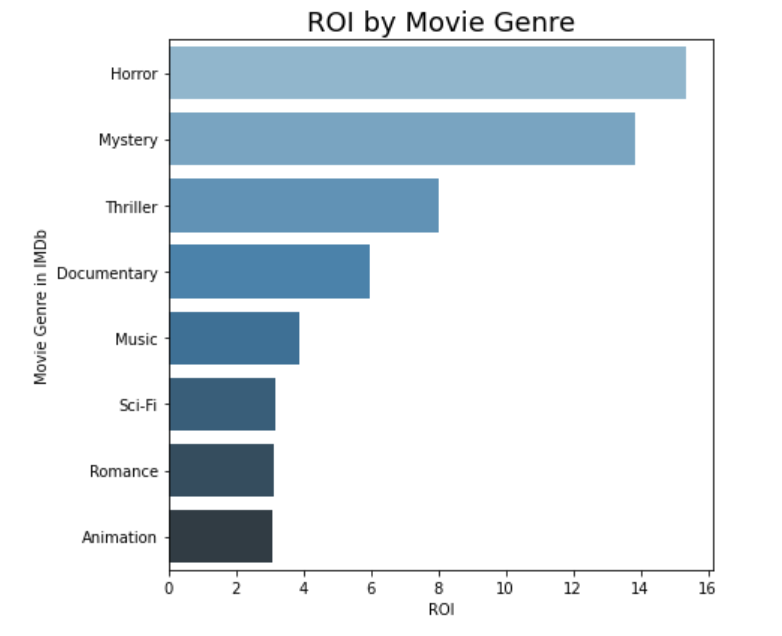 ROI by Movie Genre
Movie Genre in IMDb
Horror
Mystery
Thriller
Documentary
Music
Sci-Fi
Romance
Animation
0 2 4 6 8 10 12 14 16
ROI